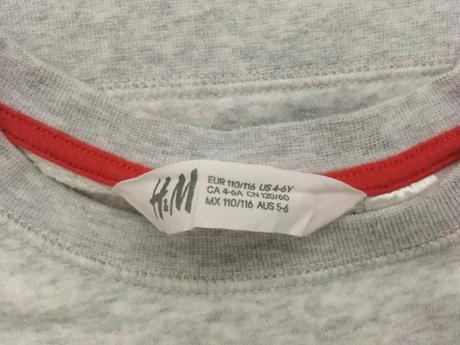 H&M
EUR 110/116 US 4-6Y
CA 4-6A CN 120/60
MX 110/116 AUS 5-6